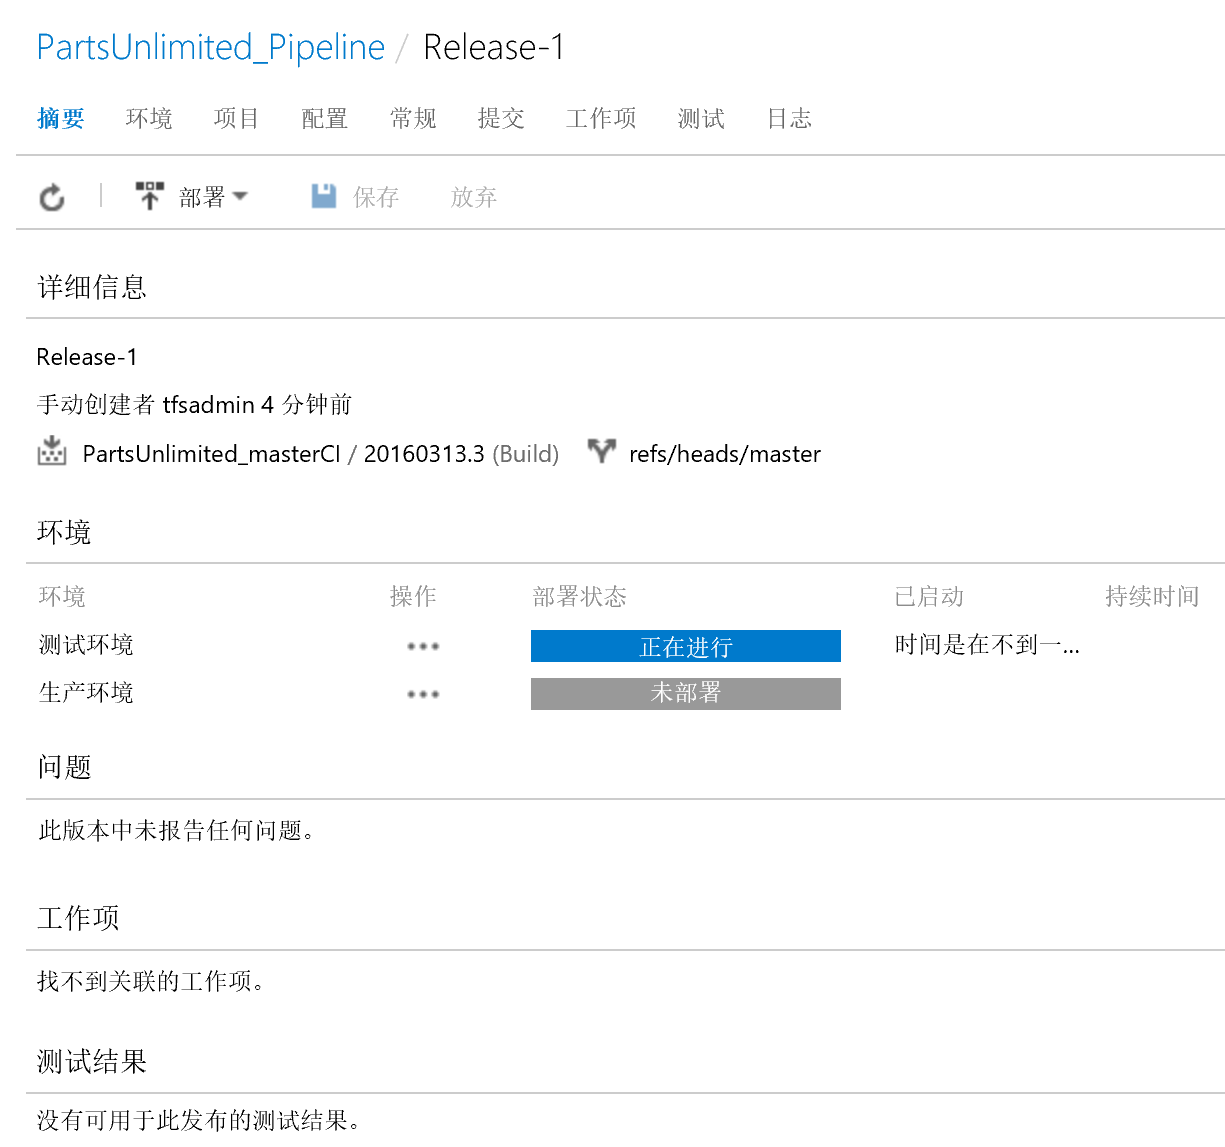 PartsUnlimited_Pipeline / Release-1
摘要 环境 项目 配置 常规 提交 工作项 测试 日志
部署 保存 放弃
详细信息
Release-1
手动创建者 tfsadmin 4 分钟前
PartsUnlimited_masterCI / 20160313.3 (Build) refs/heads/master
环境
环境 操作 部署状态 已启动 持续时间
测试环境 ••• 正在进行 时间是在不到一...
生产环境 ••• 未部署
问题
此版本中未报告任何问题。
工作项
找不到关联的工作项。
测试结果
没有可用于此发布的测试结果。